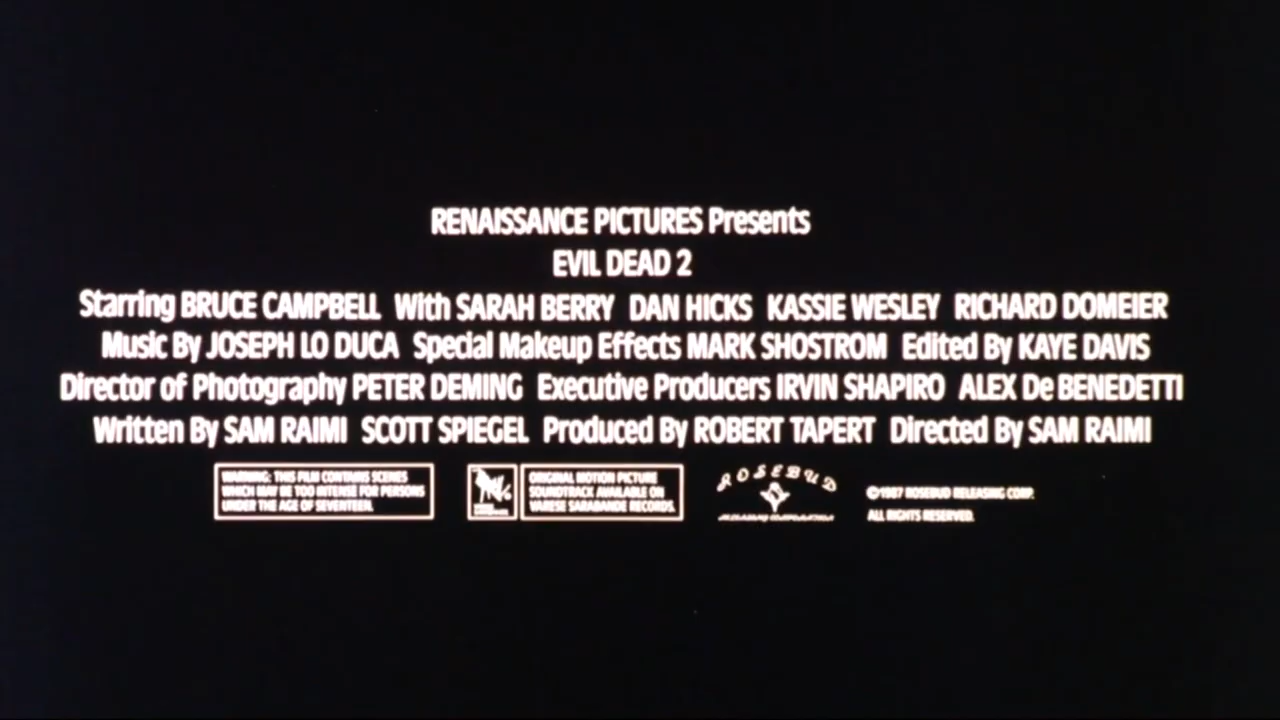 RENAISSANCE PICTURES Presents
EVIL DEAD 2
Starring BRUCE CAMPBELL With SARAH BERRY DAN HICKS KASSIE WESLEY RICHARD DOMEIER
Music By JOSEPH LO DUCA Special Makeup Effects MARK SHOSTROM Edited By KAYE DAVIS
Director of Photography PETER DEMING Executive Producers IRVIN SHAPIRO ALEX De BENEDETTI
Written By SAM RAIMI SCOTT SPIEGEL Produced By ROBERT TAPERT Directed By SAM RAIMI
WARNING: THIS FILM CONTAINS SCENES
WHICH MAY BE TOO INTENSE FOR PERSONS
UNDER THE AGE OF SEVENTEEN.
ORIGINAL MOTION PICTURE
SOUNDTRACK AVAILABLE ON
VARESE SARABANDE RECORDS.
ROSEBUD
©1987 ROSEBUD RELEASING CORP.
ALL RIGHTS RESERVED.